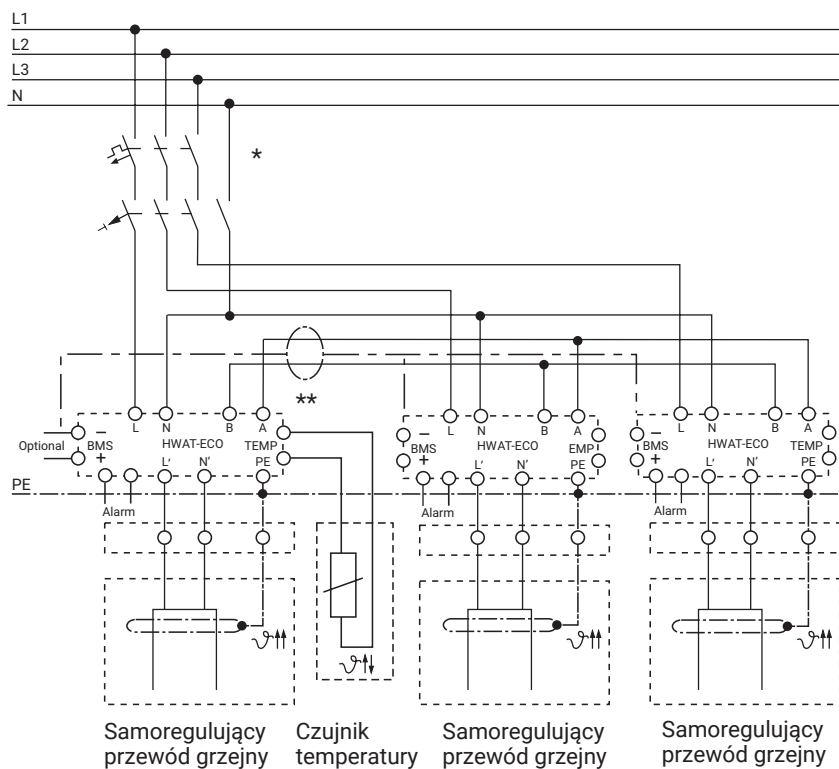 L1
L2
L3
N
*
**
L N B A
Optional
−
BMS
+
HWAT-ECO
TEMP
L' N' PE
L N B A
−
BMS
+
HWAT-ECO
EMP
L' N' PE
L N B A
−
BMS
+
HWAT-ECO
TEMP
L' N' PE
PE
Alarm
Alarm
Alarm
Samoregulujący
przewód grzejny
Czujnik
temperatury
Samoregulujący
przewód grzejny
Samoregulujący
przewód grzejny